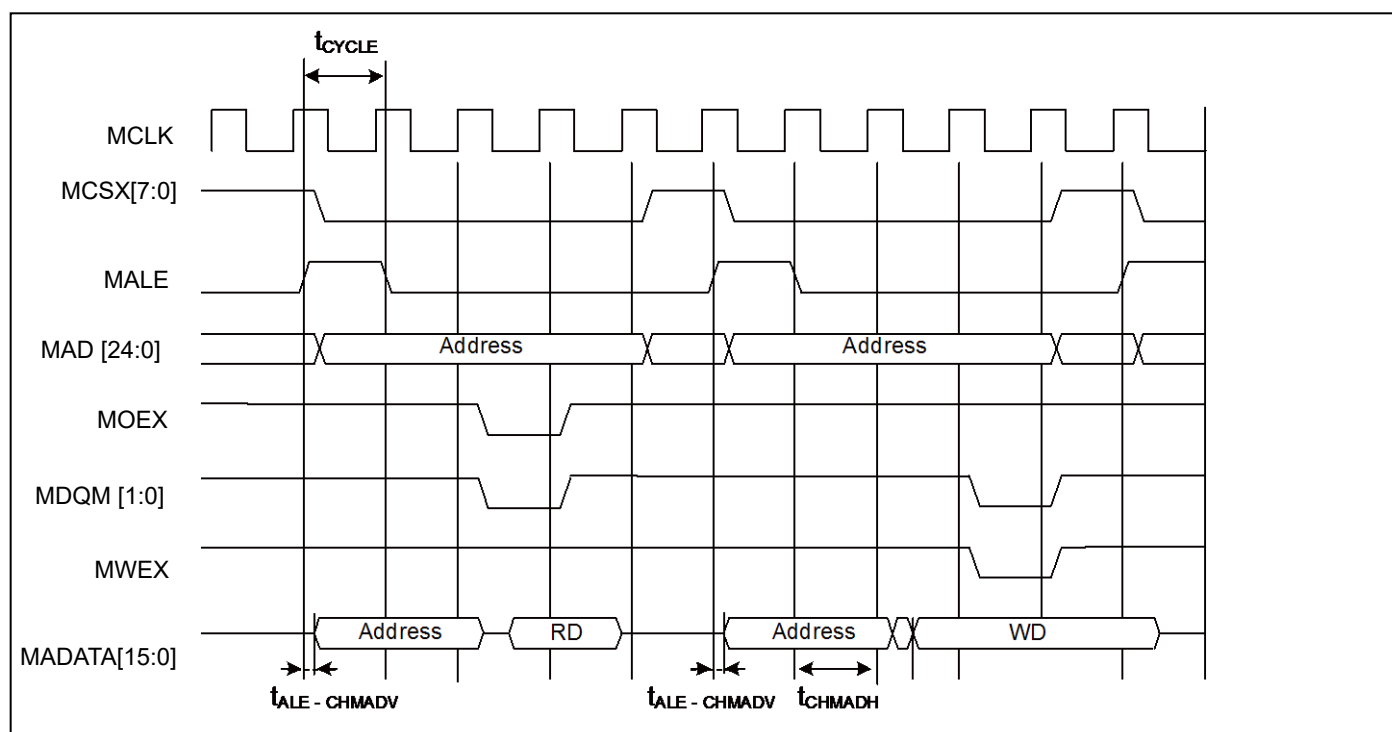 tCYCLE
MCLK
MCSX[7:0]
MALE
MAD [24:0]
Address
Address
MOEX
MDQM [1:0]
MWEX
MADATA[15:0]
Address
RD
Address
WD
tALE - CHMADV
tALE - CHMADV
tCHMADH